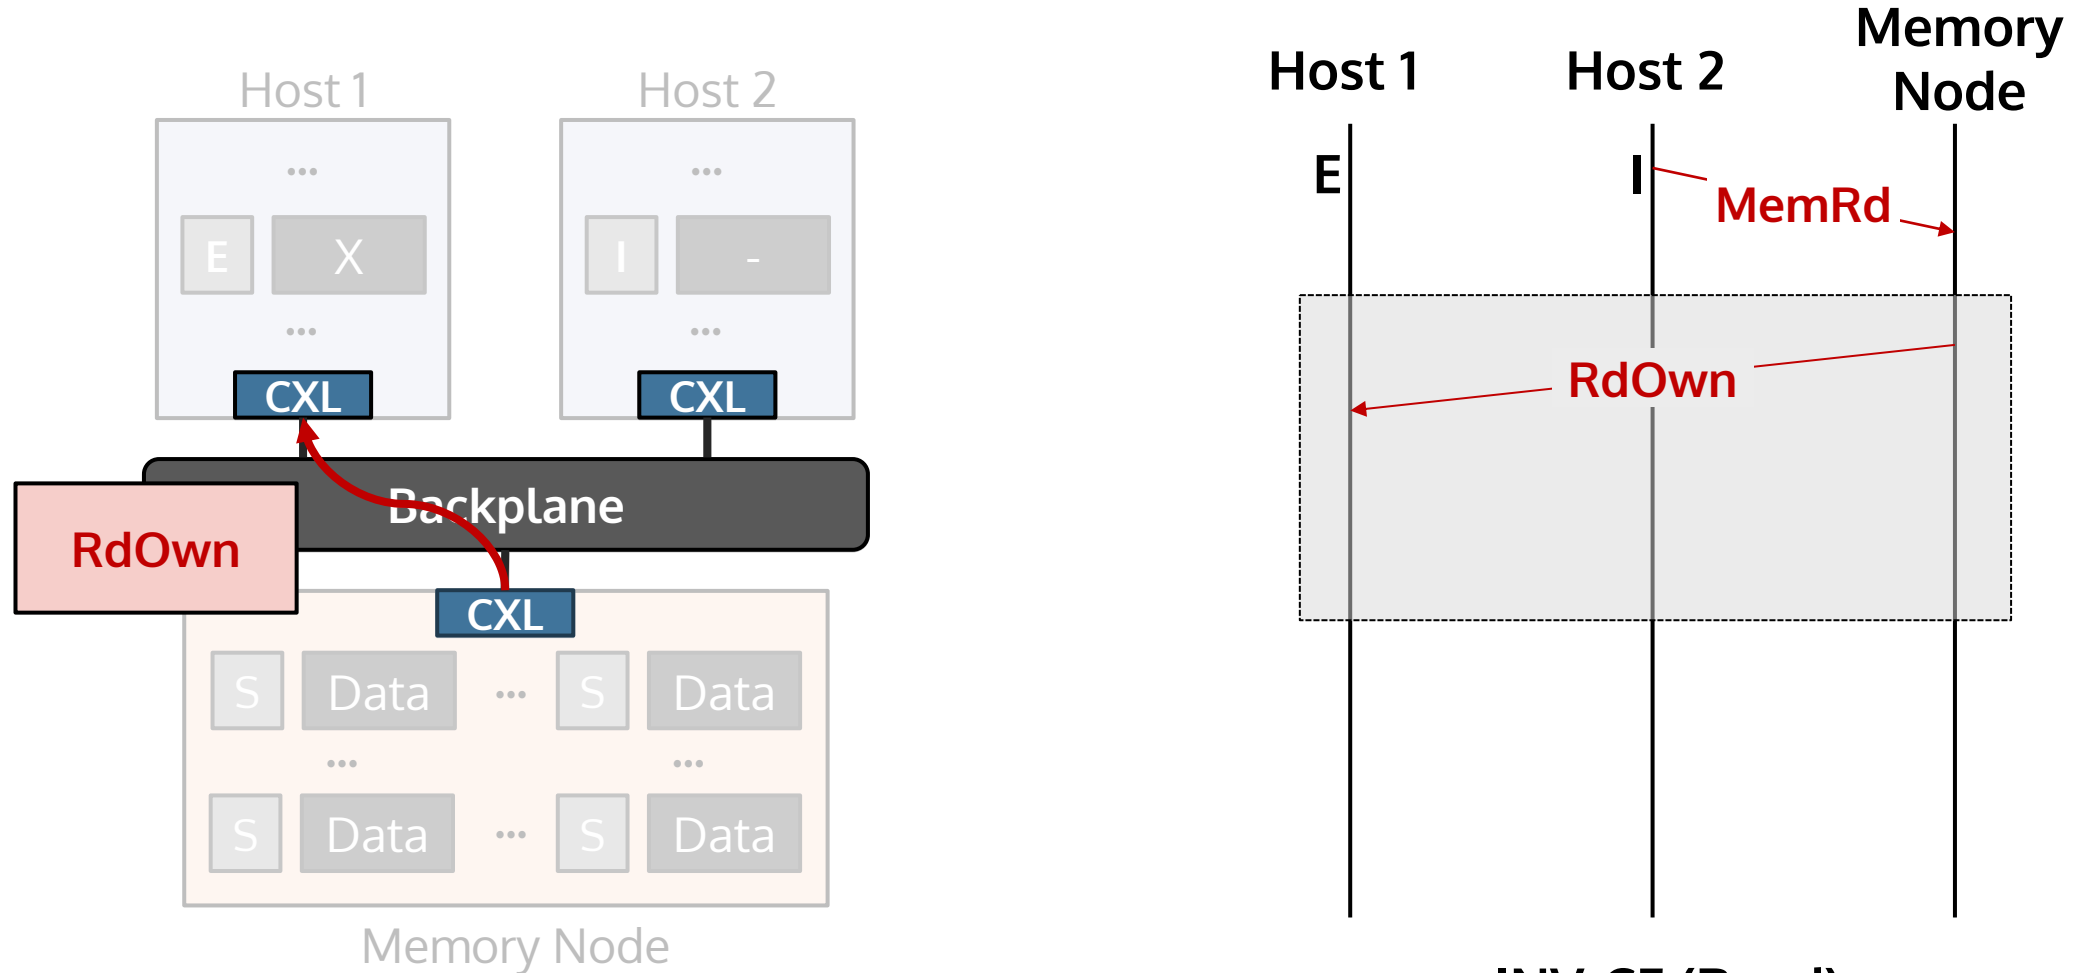 Host 1
Host 2
...
...
E
X
I
-
...
...
CXL
CXL
Backplane
RdOwn
CXL
S
Data
...
S
Data
...
...
S
Data
...
S
Data
Memory Node
Host 1
Host 2
Memory
Node
E
I
MemRd
RdOwn